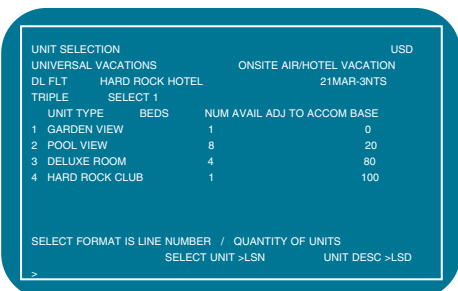 UNIT SELECTION USD
UNIVERSAL VACATIONS ONSITE AIR/HOTEL VACATION
DL FLT HARD ROCK HOTEL 21MAR-3NTS
TRIPLE SELECT 1
UNIT TYPE BEDS NUM AVAIL ADJ TO ACCOM BASE
1 GARDEN VIEW 1 0
2 POOL VIEW 8 20
3 DELUXE ROOM 4 80
4 HARD ROCK CLUB 1 100
SELECT FORMAT IS LINE NUMBER / QUANTITY OF UNITS
SELECT UNIT >LSN UNIT DESC >LSD
>